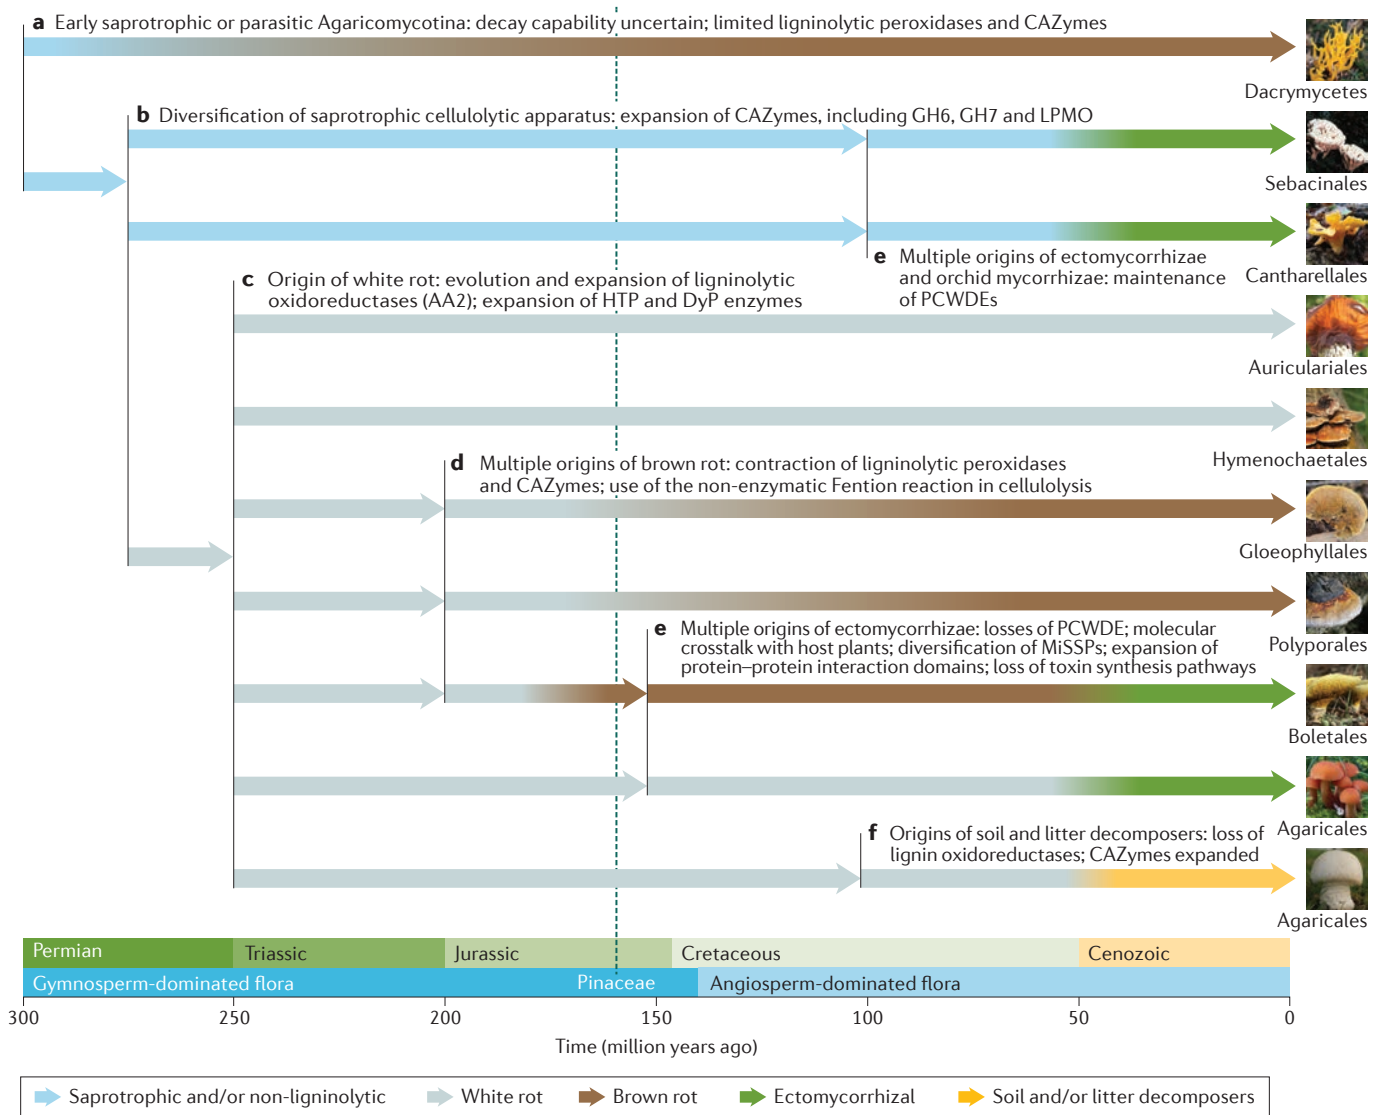 a Early saprotrophic or parasitic Agaricomycotina: decay capability uncertain; limited ligninolytic peroxidases and CAZymes
Dacrymycetes
b Diversification of saprotrophic cellulolytic apparatus: expansion of CAZymes, including GH6, GH7 and LPMO
Sebacinales
e Multiple origins of ectomycorrhizae
and orchid mycorrhizae: maintenance
of PCWDEs
Cantharellales
c Origin of white rot: evolution and expansion of ligninolytic
oxidoreductases (AA2); expansion of HTP and DyP enzymes
Auriculariales
Hymenochaetales
d Multiple origins of brown rot: contraction of ligninolytic peroxidases
and CAZymes; use of the non-enzymatic Fention reaction in cellulolysis
Gloeophyllales
e Multiple origins of ectomycorrhizae: losses of PCWDE; molecular
crosstalk with host plants; diversification of MiSSPs; expansion of
protein–protein interaction domains; loss of toxin synthesis pathways
Polyporales
Boletales
f Origins of soil and litter decomposers: loss of
lignin oxidoreductases; CAZymes expanded
Agaricales
Agaricales
Permian Triassic Jurassic Cretaceous Cenozoic
Gymnosperm-dominated flora Pinaceae Angiosperm-dominated flora
300 250 200 150 100 50 0
Time (million years ago)
Saprotrophic and/or non-ligninolytic White rot Brown rot Ectomycorrhizal Soil and/or litter decomposers